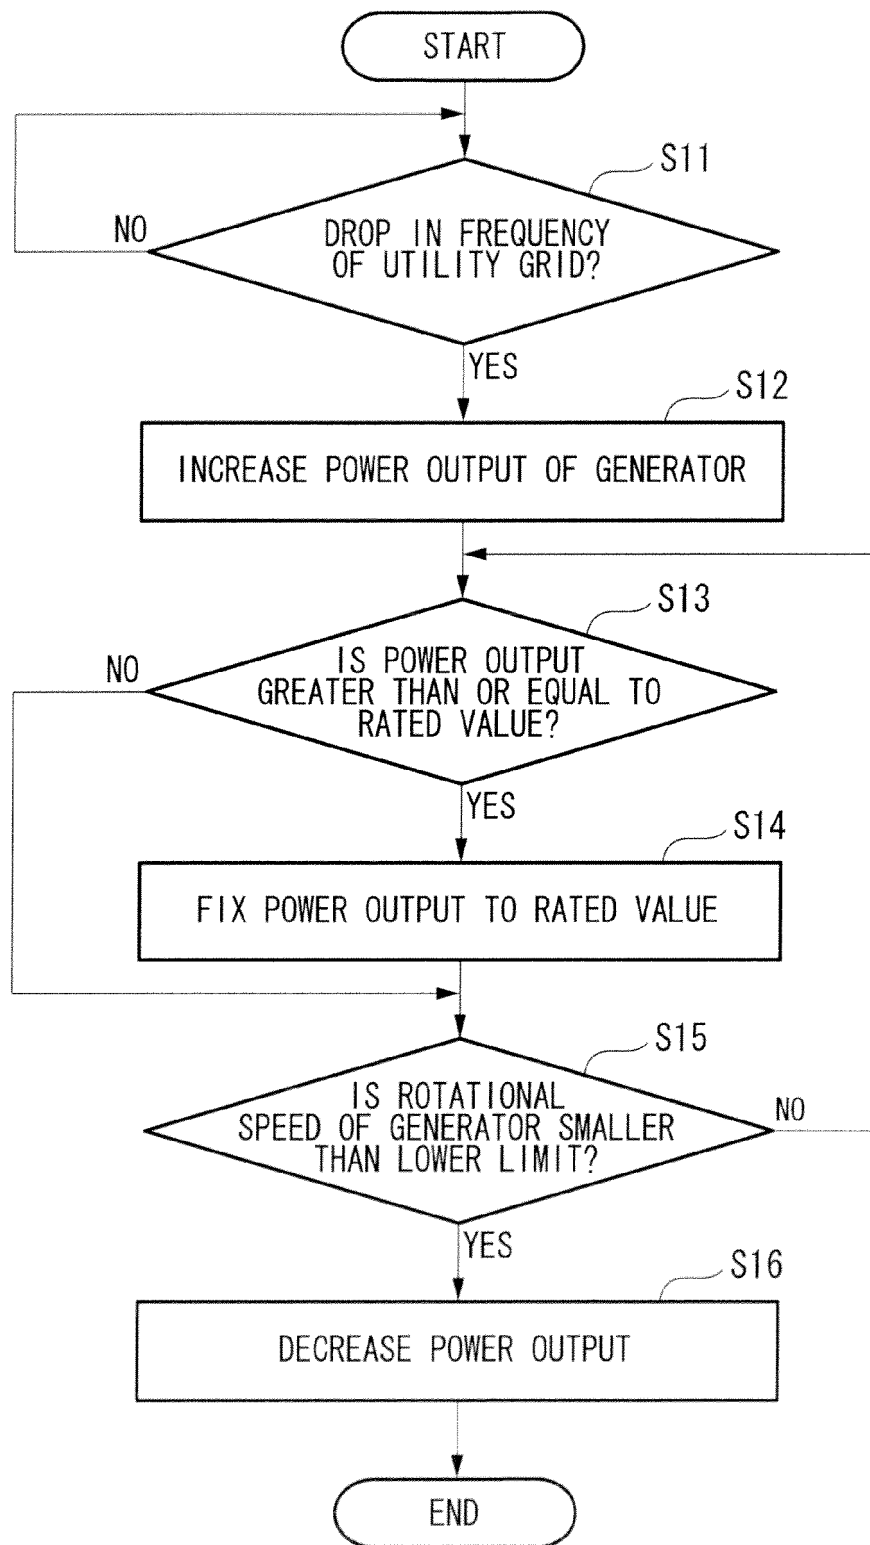 START
S11
NO
DROP IN FREQUENCY
OF UTILITY GRID?
YES
S12
INCREASE POWER OUTPUT OF GENERATOR
S13
NO
IS POWER OUTPUT
GREATER THAN OR EQUAL TO
RATED VALUE?
YES
S14
FIX POWER OUTPUT TO RATED VALUE
S15
IS ROTATIONAL
SPEED OF GENERATOR SMALLER
THAN LOWER LIMIT?
NO
YES
S16
DECREASE POWER OUTPUT
END